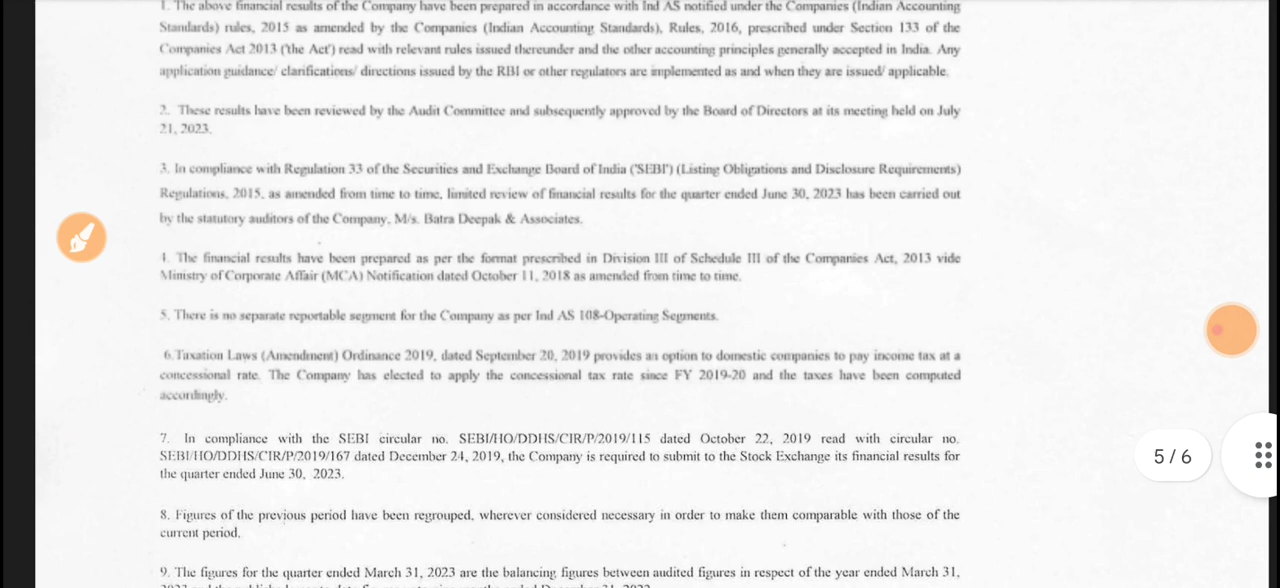 1. The above financial results of the Company have been prepared in accordance with Ind AS notified under the Companies (Indian Accounting
Standards) rules, 2015 as amended by the Companies (Indian Accounting Standards), Rules, 2016, prescribed under Section 133 of the
Companies Act 2013 ('the Act') read with relevant rules issued thereunder and the other accounting principles generally accepted in India. Any
application guidance/ clarifications/ directions issued by the RBI or other regulators are implemented as and when they are issued/ applicable.
2. These results have been reviewed by the Audit Committee and subsequently approved by the Board of Directors at its meeting held on July
21, 2023.
3. In compliance with Regulation 33 of the Securities and Exchange Board of India ('SEBI') (Listing Obligations and Disclosure Requirements)
Regulations, 2015, as amended from time to time, limited review of financial results for the quarter ended June 30, 2023 has been carried out
by the statutory auditors of the Company, M/s. Batra Deepak & Associates.
4. The financial results have been prepared as per the format prescribed in Division III of Schedule III of the Companies Act, 2013 vide
Ministry of Corporate Affair (MCA) Notification dated October 11, 2018 as amended from time to time.
5. There is no separate reportable segment for the Company as per Ind AS 108-Operating Segments.
6. Taxation Laws (Amendment) Ordinance 2019, dated September 20, 2019 provides an option to domestic companies to pay income tax at a
concessional rate. The Company has elected to apply the concessional tax rate since FY 2019-20 and the taxes have been computed
accordingly.
7. In compliance with the SEBI circular no. SEBI/HO/DDHS/CIR/P/2019/115 dated October 22, 2019 read with circular no.
SEBI/HO/DDHS/CIR/P/2019/167 dated December 24, 2019, the Company is required to submit to the Stock Exchange its financial results for
the quarter ended June 30, 2023.
5 / 6
8. Figures of the previous period have been regrouped, wherever considered necessary in order to make them comparable with those of the
current period.
9. The figures for the quarter ended March 31, 2023 are the balancing figures between audited figures in respect of the year ended March 31,